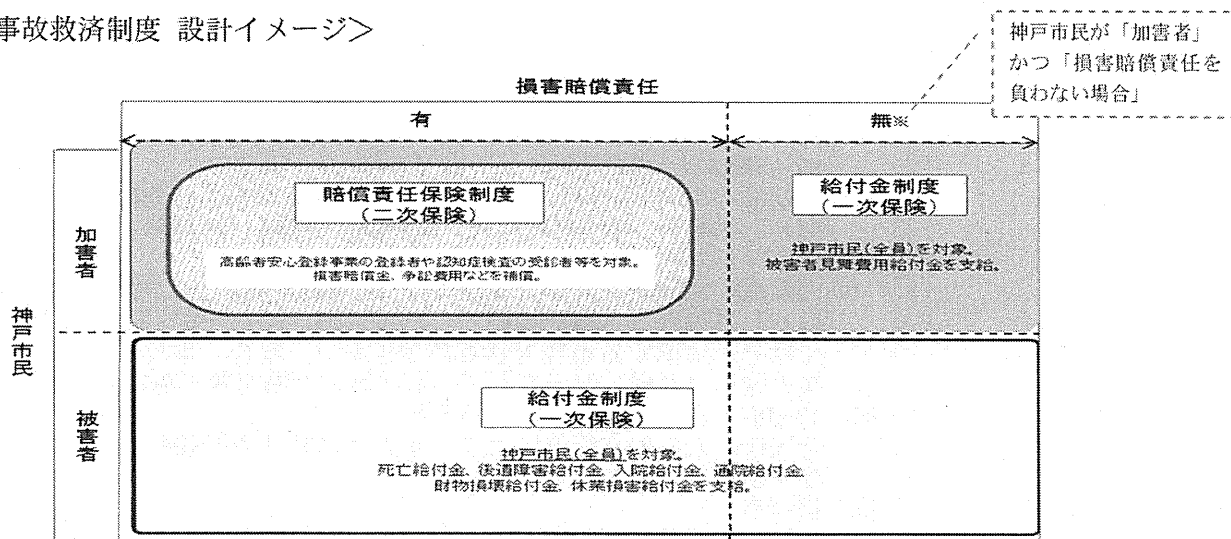 事故救済制度 設計イメージ＞
神戸市民が「加害者」
かつ「損害賠償責任を
負わない場合」
損害賠償責任
有
無※
神戸市民
加害者
賠償責任保険制度
(二次保険)
高齢者安心登録事業の登録者や認知症検査の受診者等を対象。
損害賠償金、争訟費用などを補償。
給付金制度
(一次保険)
神戸市民(全員)を対象。
被害者見舞費用給付金を支給。
被害者
給付金制度
(一次保険)
神戸市民(全員)を対象。
死亡給付金、後遺障害給付金、入院給付金、通院給付金
財物損壊給付金、休業損害給付金を支給。